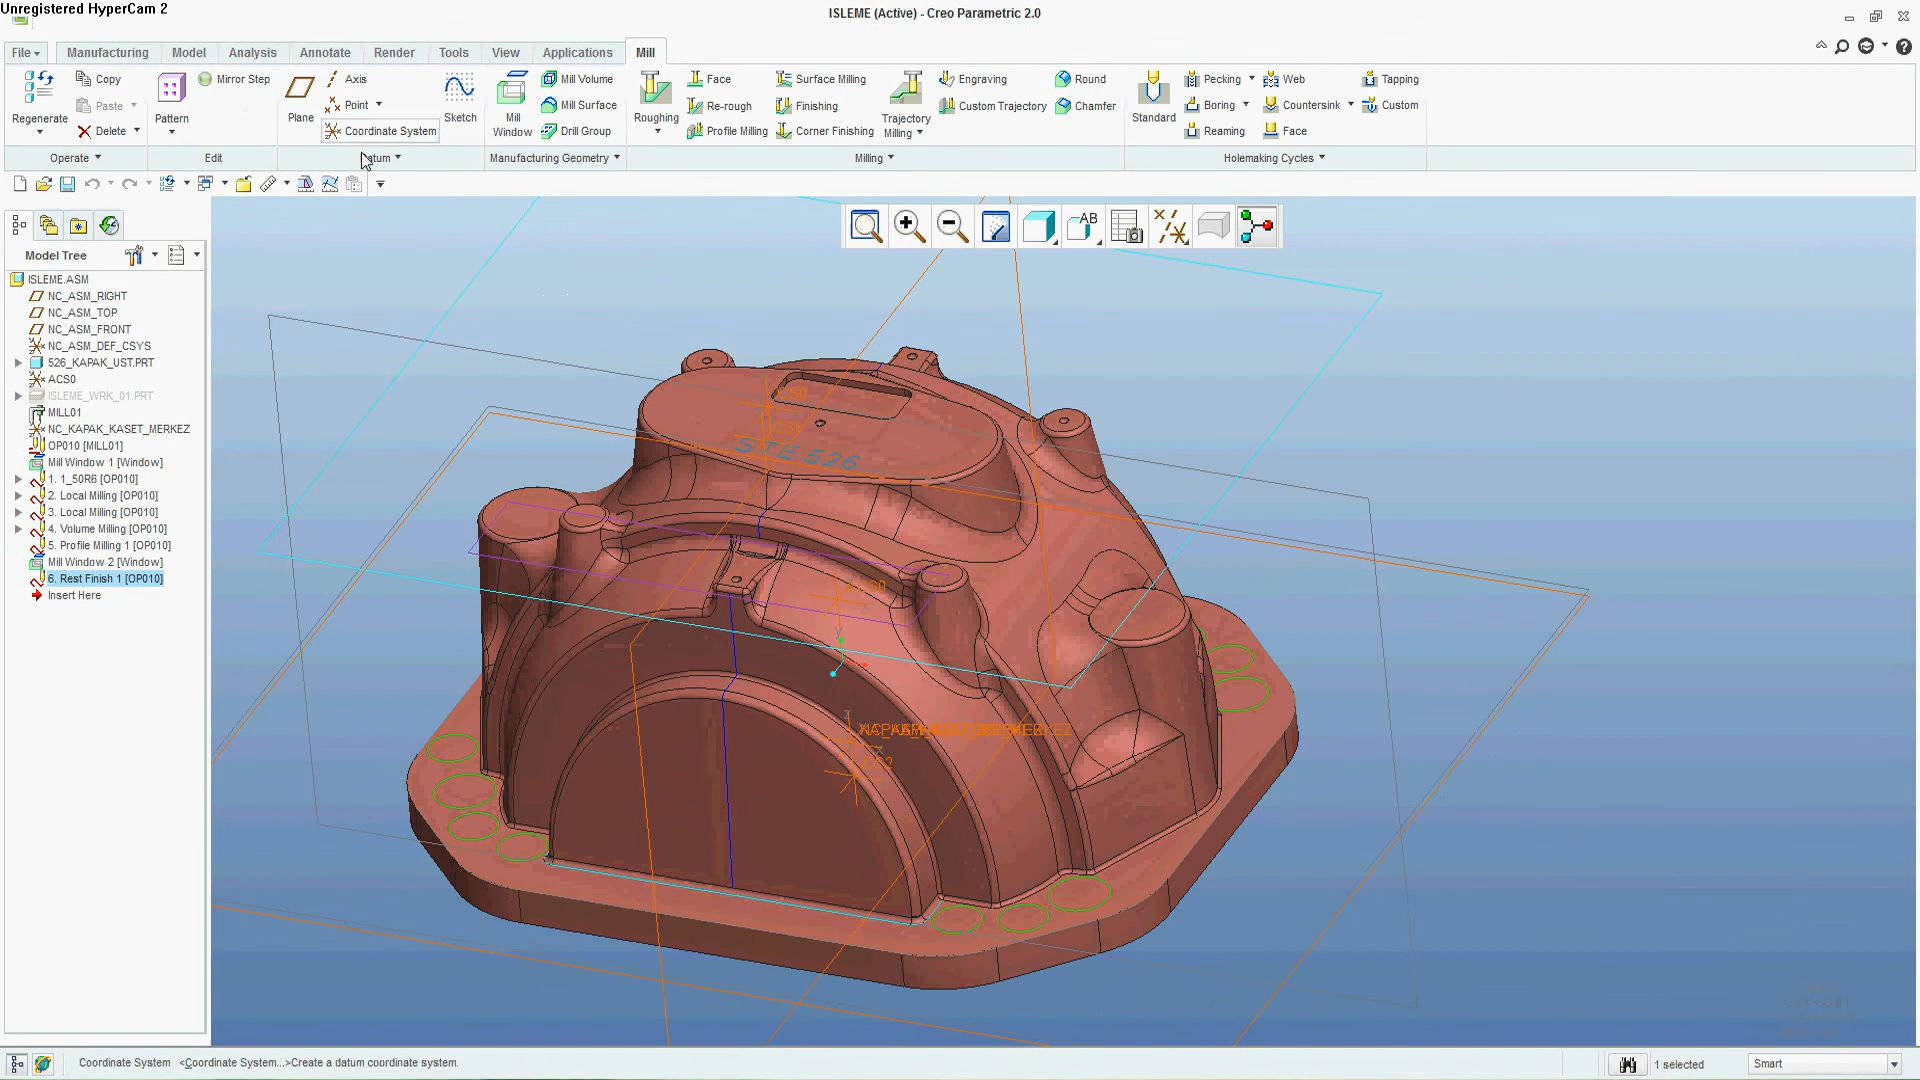 Unregistered HyperCam 2
ISLEME (Active) - Creo Parametric 2.0
File Manufacturing Model Analysis Annotate Render Tools View Applications Mill
Regenerate
Copy
Paste
Delete
Operate
Pattern
Mirror Step
Edit
Plane
Axis
Point
Coordinate System
Sketch
Mill Window
Mill Volume
Mill Surface
Drill Group
Manufacturing Geometry
Roughing
Face
Re-rough
Profile Milling
Surface Milling
Finishing
Corner Finishing
Trajectory Milling
Engraving
Custom Trajectory
Round
Chamfer
Milling
Standard
Pecking
Boring
Reaming
Web
Countersink
Face
Tapping
Custom
Holemaking Cycles
AB
Model Tree
ISLEME.ASM
NC_ASM_RIGHT
NC_ASM_TOP
NC_ASM_FRONT
NC_ASM_DEF_CSYS
526_KAPAK_UST.PRT
ACS0
ISLEME_WRK_01.PRT
MILL01
NC_KAPAK_KASET_MERKEZ
OP010 [MILL01]
Mill Window 1 [Window]
1. 1_50R6 [OP010]
2. Local Milling [OP010]
3. Local Milling [OP010]
4. Volume Milling [OP010]
5. Profile Milling 1 [OP010]
Mill Window 2 [Window]
6. Rest Finish 1 [OP010]
Insert Here
STE 526
Coordinate System <Coordinate System...>Create a datum coordinate system.
1 selected
Smart